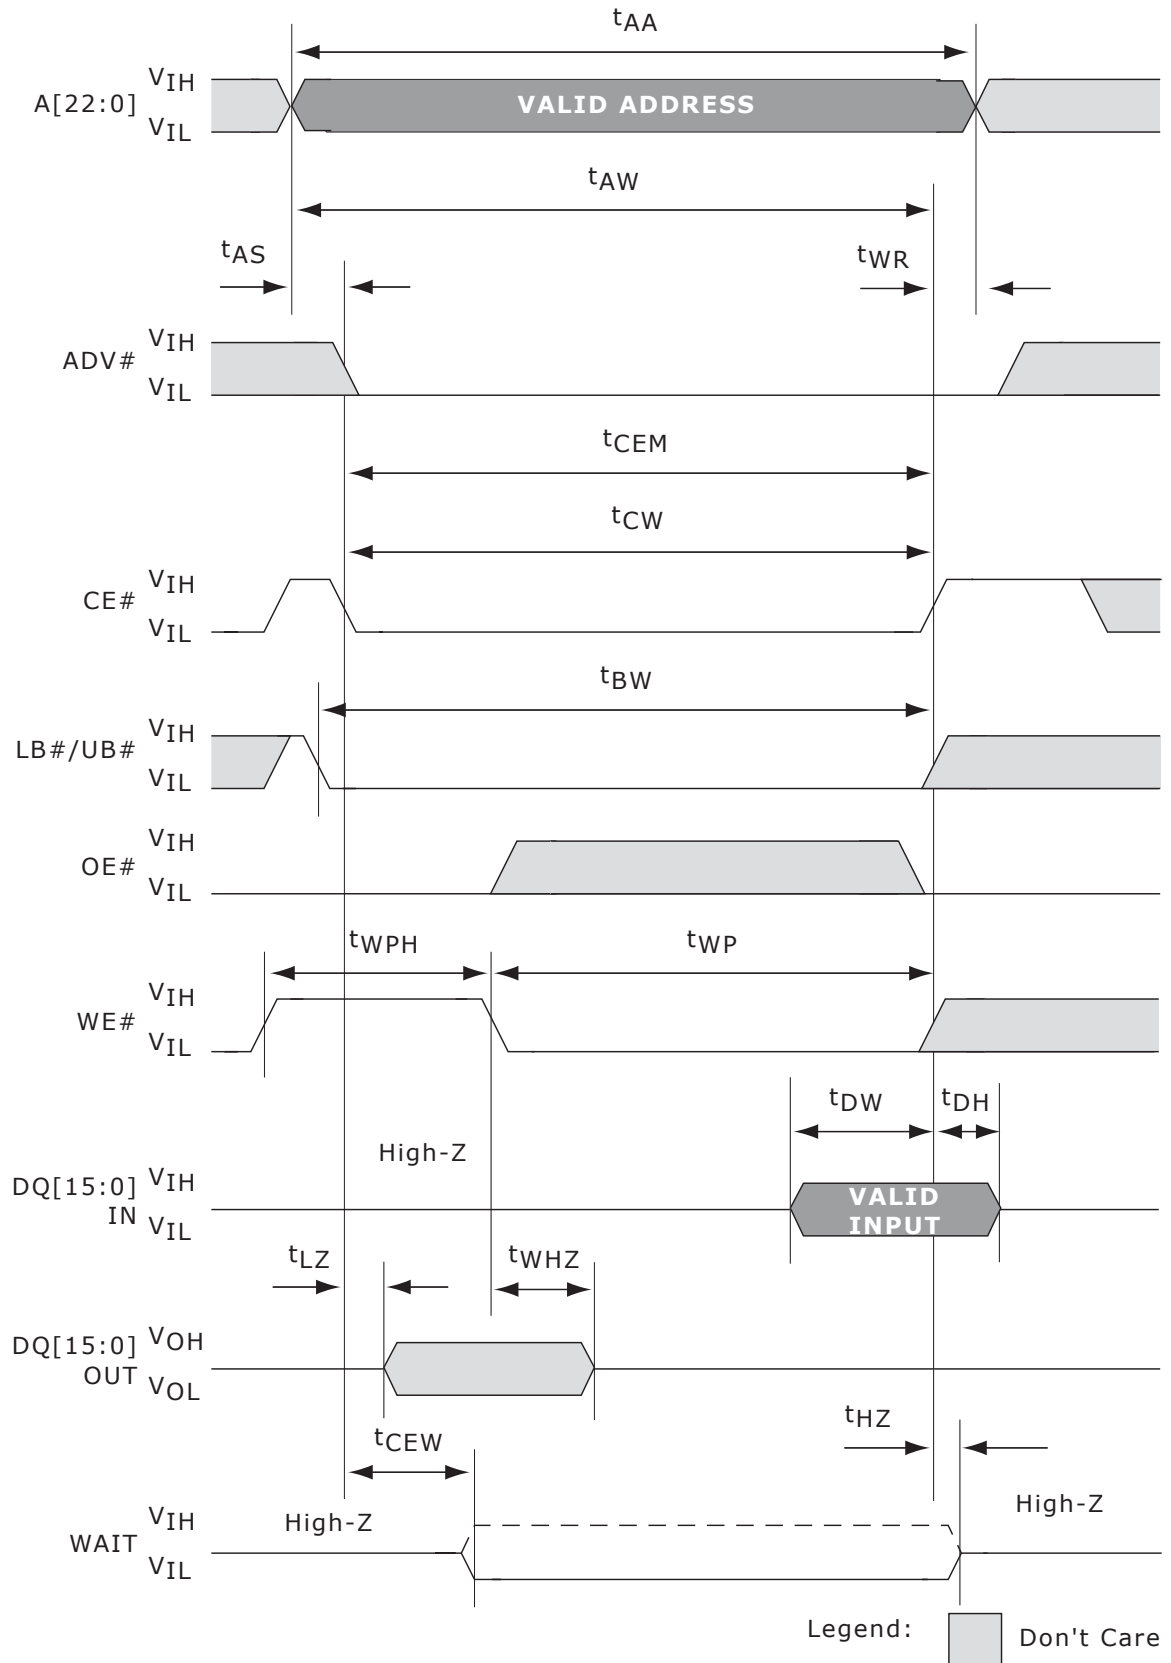 tAA
A[22:0]
VIH
VIL
VALID ADDRESS
tAW
tAS
tWR
ADV#
VIH
VIL
tCEM
tCW
CE#
VIH
VIL
tBW
LB#/UB#
VIH
VIL
OE#
VIH
VIL
tWPH
tWP
WE#
VIH
VIL
tDW
tDH
High-Z
DQ[15:0]
IN
VIH
VIL
VALID
INPUT
tLZ
tWHZ
DQ[15:0]
OUT
VOH
VOL
tHZ
tCEW
High-Z
High-Z
WAIT
VIH
VIL
Legend:
Don't Care